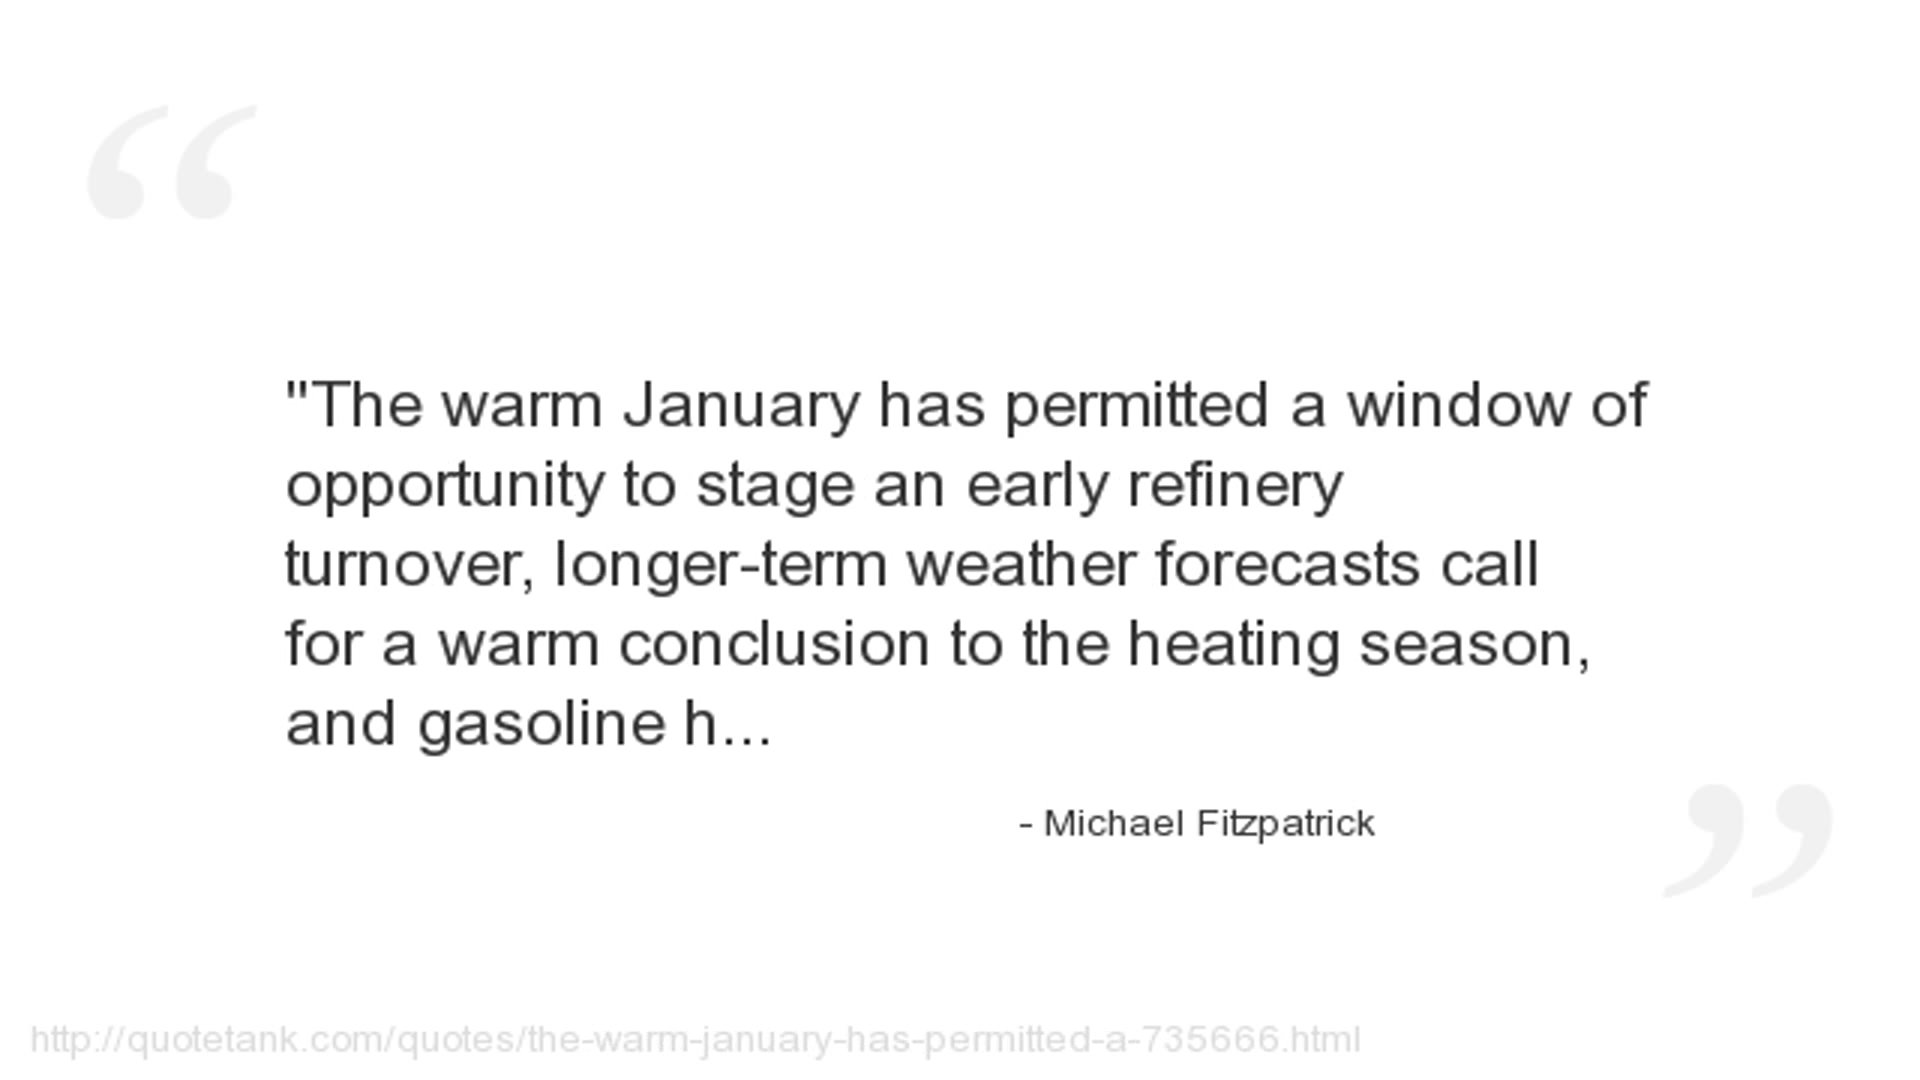 "The warm January has permitted a window of
opportunity to stage an early refinery
turnover, longer-term weather forecasts call
for a warm conclusion to the heating season,
and gasoline h...
- Michael Fitzpatrick
http://quotetank.com/quotes/the-warm-january-has-permitted-a-735666.html